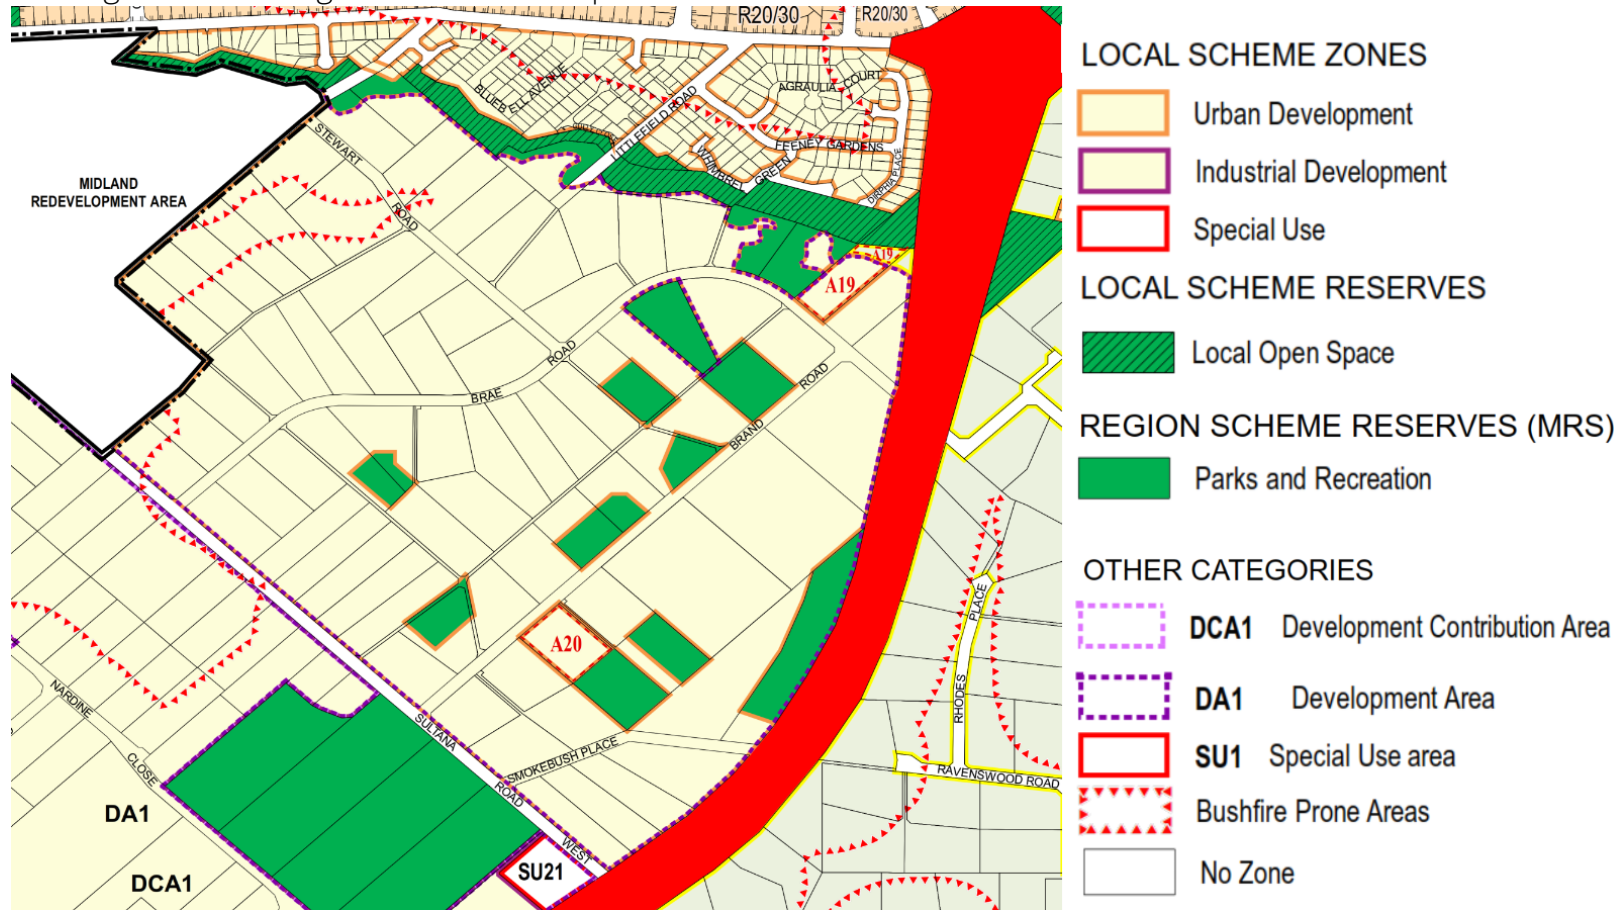 R20/30
R20/30
BLUEBELL AVENUE
AGRAULIA COURT
LITTLEFIELD ROAD
FEENEY GARDENS
WHIMBREL GREEN
DIRPHIA PLACE
STEWART
ROAD
MIDLAND
REDEVELOPMENT AREA
A19
A19
BRAE
ROAD
BRAND
ROAD
A20
NARDINE
CLOSE
SULTANA
ROAD
WEST
SMOKEBUSH PLACE
RHODES
PLACE
RAVENSWOOD ROAD
DA1
DCA1
SU21
LOCAL SCHEME ZONES
Urban Development
Industrial Development
Special Use
LOCAL SCHEME RESERVES
Local Open Space
REGION SCHEME RESERVES (MRS)
Parks and Recreation
OTHER CATEGORIES
DCA1 Development Contribution Area
DA1 Development Area
SU1 Special Use area
Bushfire Prone Areas
No Zone